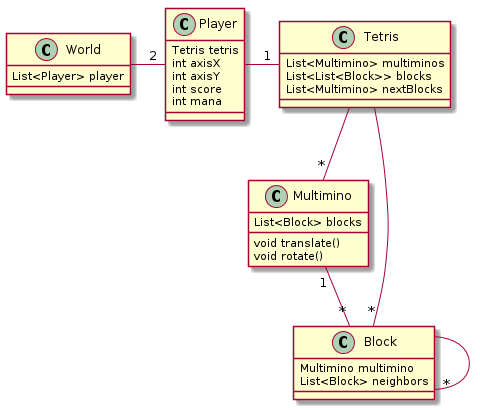 C World
List<Player> player
2
C Player
Tetris tetris
int axisX
int axisY
int score
int mana
1
C Tetris
List<Multimino> multiminos
List<List<Block>> blocks
List<Multimino> nextBlocks
*
C Multimino
List<Block> blocks
void translate()
void rotate()
1
*
*
C Block
Multimino multimino
List<Block> neighbors
*